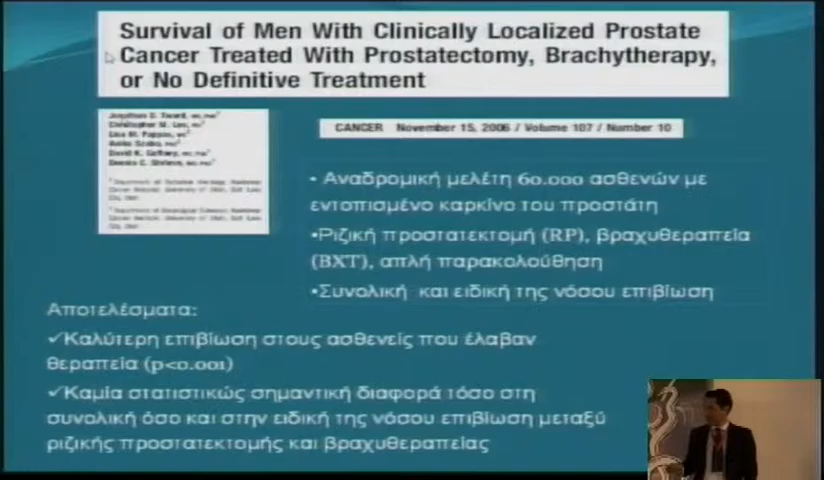 Survival of Men With Clinically Localized Prostate
Cancer Treated With Prostatectomy, Brachytherapy,
or No Definitive Treatment
CANCER November 15, 2006 / Volume 107 / Number 10
• Αναδρομική μελέτη 60.000 ασθενών με
εντοπισμένο καρκίνο του προστάτη
•Ριζική προστατεκτομή (RP), βραχυθεραπεία
(BXT), απλή παρακολούθηση
•Συνολική και ειδική της νόσου επιβίωση
Αποτελέσματα:
✓Καλύτερη επιβίωση στους ασθενείς που έλαβαν
θεραπεία (p<0.001)
✓Καμία στατιστικώς σημαντική διαφορά τόσο στη
συνολική όσο και στην ειδική της νόσου επιβίωση μεταξύ
ριζικής προστατεκτομής και βραχυθεραπείας